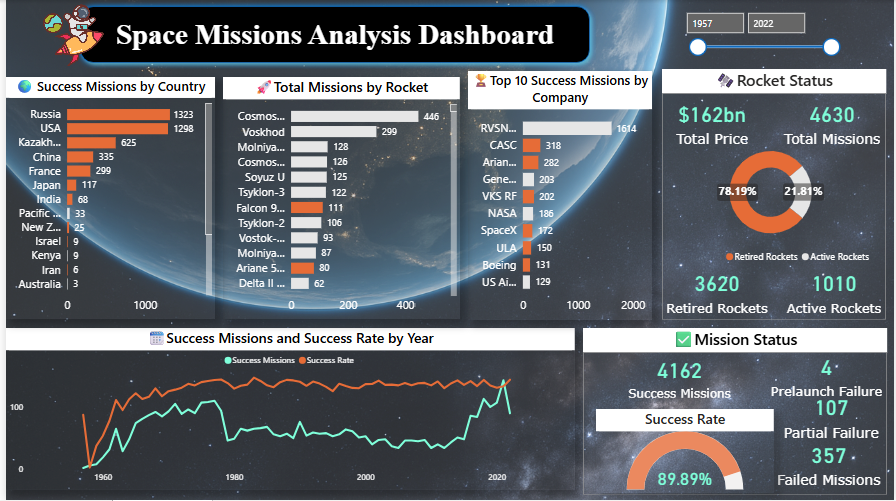 Space Missions Analysis Dashboard
1957 2022
Success Missions by Country
Russia 1323
USA 1298
Kazakh... 625
China 335
France 299
Japan 117
India 68
Pacific ... 33
New Z... 25
Israel 9
Kenya 9
Iran 6
Australia 3
0 1000
Total Missions by Rocket
Cosmos... 446
Voskhod 299
Molniya... 128
Cosmos... 126
Soyuz U 125
Tsyklon-3 122
Falcon 9... 111
Tsyklon-2 106
Vostok-... 93
Molniya... 87
Ariane 5... 80
Delta II ... 62
0 200 400
Top 10 Success Missions by
Company
RVSN... 1614
CASC 318
Arian... 282
Gene... 203
VKS RF 202
NASA 186
SpaceX 172
ULA 150
Boeing 131
US Ai... 129
0 1000 2000
Rocket Status
$162bn 4630
Total Price Total Missions
78.19% 21.81%
Retired Rockets Active Rockets
3620 1010
Retired Rockets Active Rockets
Success Missions and Success Rate by Year
Success Missions Success Rate
100
0
1960 1980 2000 2020
Mission Status
4162
Success Missions
4
Prelaunch Failure
107
Partial Failure
357
Failed Missions
Success Rate
89.89%